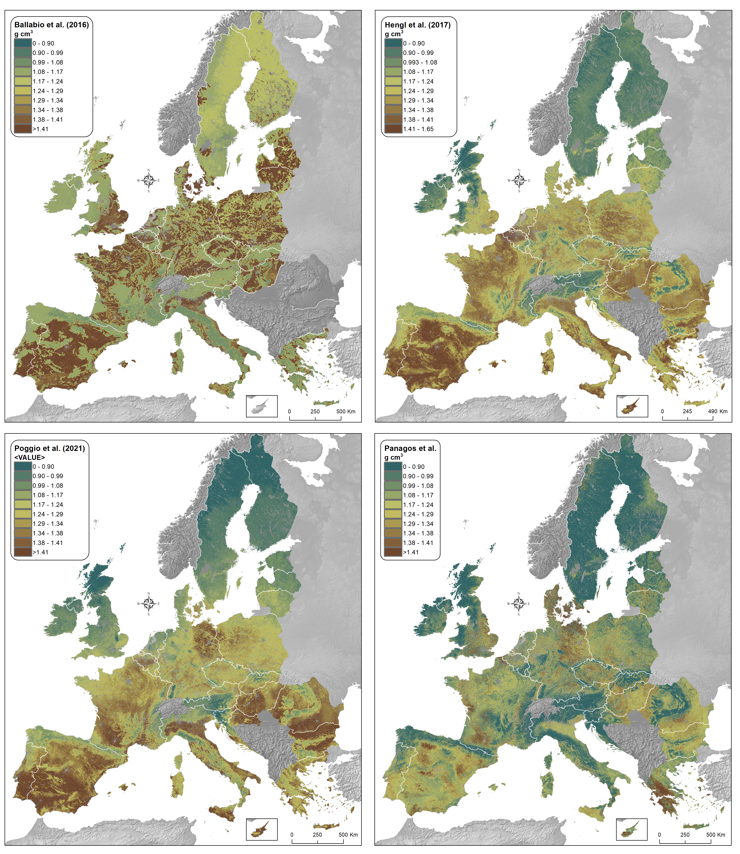 Ballabio et al. (2016)
g cm³
0 - 0.90
0.90 - 0.99
0.99 - 1.08
1.08 - 1.17
1.17 - 1.24
1.24 - 1.29
1.29 - 1.34
1.34 - 1.38
1.38 - 1.41
>1.41
0 250 500 Km
Hengl et al. (2017)
g cm³
0 - 0.90
0.90 - 0.99
0.993 - 1.08
1.08 - 1.17
1.17 - 1.24
1.24 - 1.29
1.29 - 1.34
1.34 - 1.38
1.38 - 1.41
1.41 - 1.65
0 245 490 Km
Poggio et al. (2021)
<VALUE>
0 - 0.90
0.90 - 0.99
0.99 - 1.08
1.08 - 1.17
1.17 - 1.24
1.24 - 1.29
1.29 - 1.34
1.34 - 1.38
1.38 - 1.41
>1.41
0 250 500 Km
Panagos et al.
g cm³
0 - 0.90
0.90 - 0.99
0.99 - 1.08
1.08 - 1.17
1.17 - 1.24
1.24 - 1.29
1.29 - 1.34
1.34 - 1.38
1.38 - 1.41
>1.41
0 250 500 Km